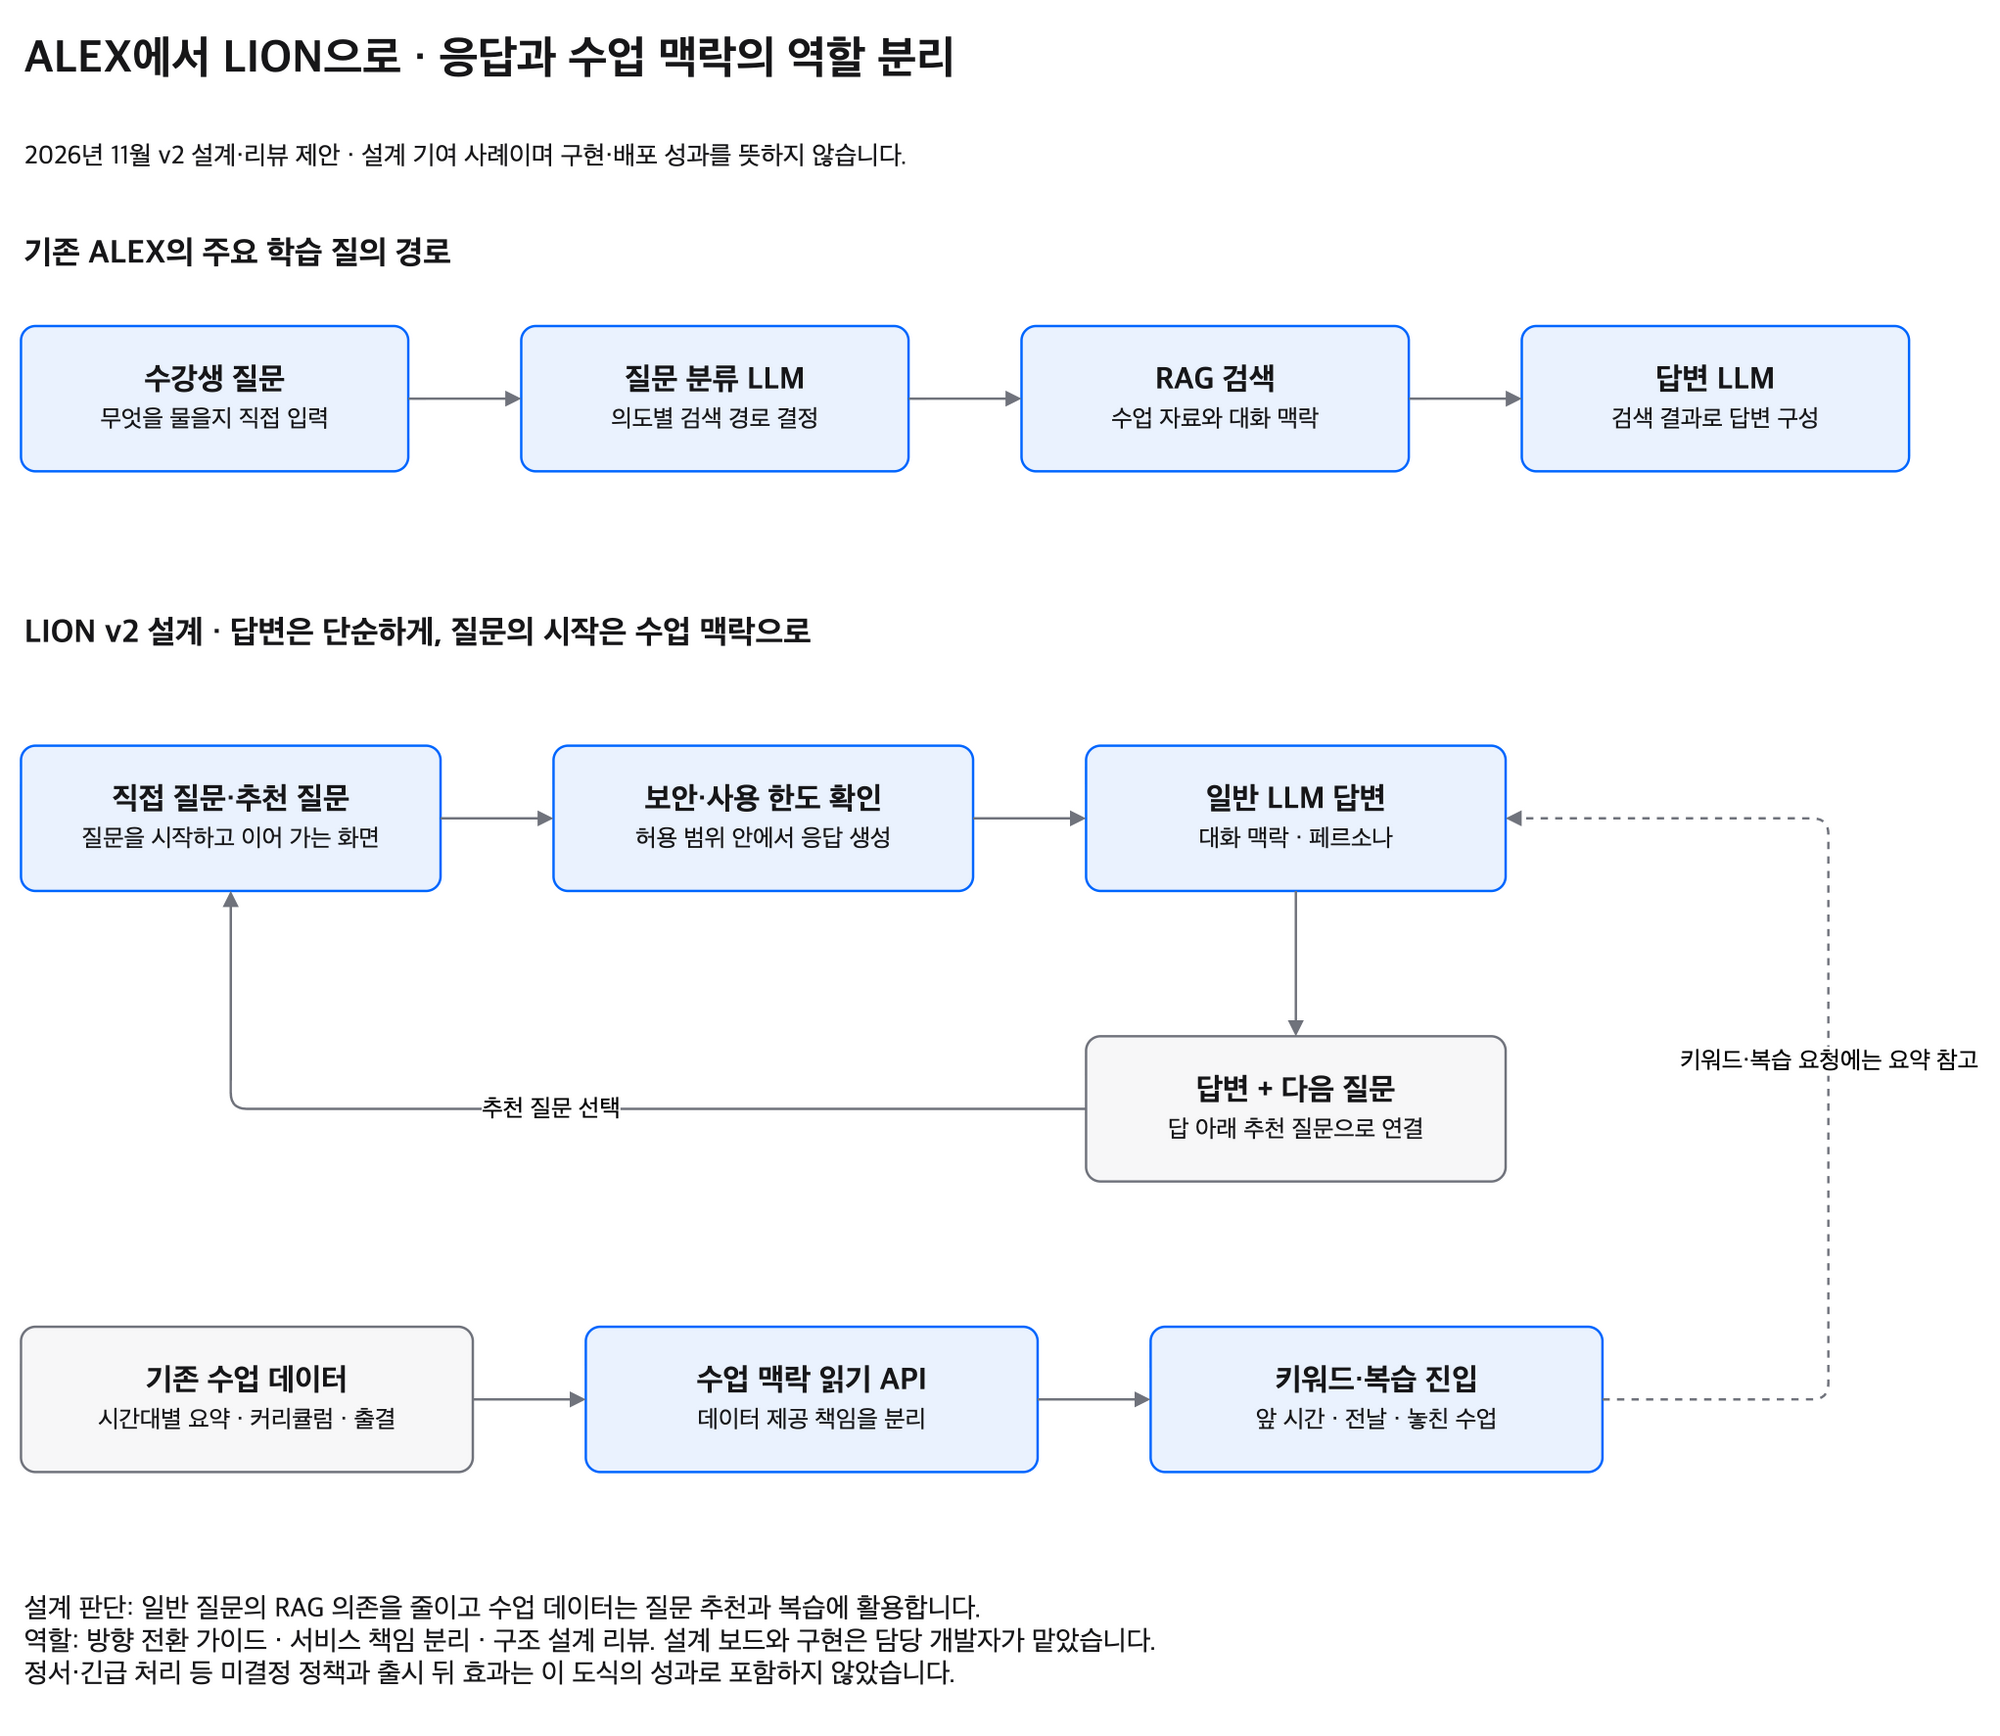 ALEX에서 LION으로 · 응답과 수업 맥락의 역할 분리
2026년 11월 v2 설계·리뷰 제안 · 설계 기여 사례이며 구현·배포 성과를 뜻하지 않습니다.
기존 ALEX의 주요 학습 질의 경로
수강생 질문
무엇을 물을지 직접 입력
질문 분류 LLM
의도별 검색 경로 결정
RAG 검색
수업 자료와 대화 맥락
답변 LLM
검색 결과로 답변 구성
LION v2 설계 · 답변은 단순하게, 질문의 시작은 수업 맥락으로
직접 질문·추천 질문
질문을 시작하고 이어 가는 화면
보안·사용 한도 확인
허용 범위 안에서 응답 생성
일반 LLM 답변
대화 맥락 · 페르소나
키워드·복습 요청에는 요약 참고
답변 + 다음 질문
답 아래 추천 질문으로 연결
추천 질문 선택
기존 수업 데이터
시간대별 요약 · 커리큘럼 · 출결
수업 맥락 읽기 API
데이터 제공 책임을 분리
키워드·복습 진입
앞 시간 · 전날 · 놓친 수업
설계 판단: 일반 질문의 RAG 의존을 줄이고 수업 데이터는 질문 추천과 복습에 활용합니다.
역할: 방향 전환 가이드 · 서비스 책임 분리 · 구조 설계 리뷰. 설계 보드와 구현은 담당 개발자가 맡았습니다.
정서·긴급 처리 등 미결정 정책과 출시 뒤 효과는 이 도식의 성과로 포함하지 않았습니다.